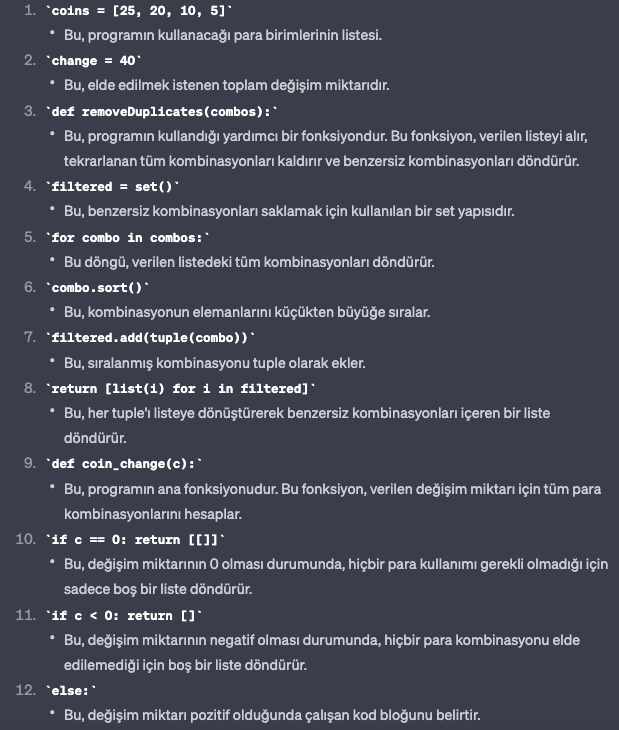 1. `coins = [25, 20, 10, 5]`
• Bu, programın kullanacağı para birimlerinin listesi.
2. `change = 40`
• Bu, elde edilmek istenen toplam değişim miktarıdır.
3. `def removeDuplicates(combos):`
• Bu, programın kullandığı yardımcı bir fonksiyondur. Bu fonksiyon, verilen listeyi alır,
tekrarlanan tüm kombinasyonları kaldırır ve benzersiz kombinasyonları döndürür.
4. `filtered = set()`
• Bu, benzersiz kombinasyonları saklamak için kullanılan bir set yapısıdır.
5. `for combo in combos:`
• Bu döngü, verilen listedeki tüm kombinasyonları döndürür.
6. `combo.sort()`
• Bu, kombinasyonun elemanlarını küçükten büyüğe sıralar.
7. `filtered.add(tuple(combo))`
• Bu, sıralanmış kombinasyonu tuple olarak ekler.
8. `return [list(i) for i in filtered]`
• Bu, her tuple'ı listeye dönüştürerek benzersiz kombinasyonları içeren bir liste
döndürür.
9. `def coin_change(c):`
• Bu, programın ana fonksiyonudur. Bu fonksiyon, verilen değişim miktarı için tüm para
kombinasyonlarını hesaplar.
10. `if c == 0: return [[]]`
• Bu, değişim miktarının 0 olması durumunda, hiçbir para kullanımı gerekli olmadığı için
sadece boş bir liste döndürür.
11. `if c < 0: return []`
• Bu, değişim miktarının negatif olması durumunda, hiçbir para kombinasyonu elde
edilemediği için boş bir liste döndürür.
12. `else:`
• Bu, değişim miktarı pozitif olduğunda çalışan kod bloğunu belirtir.